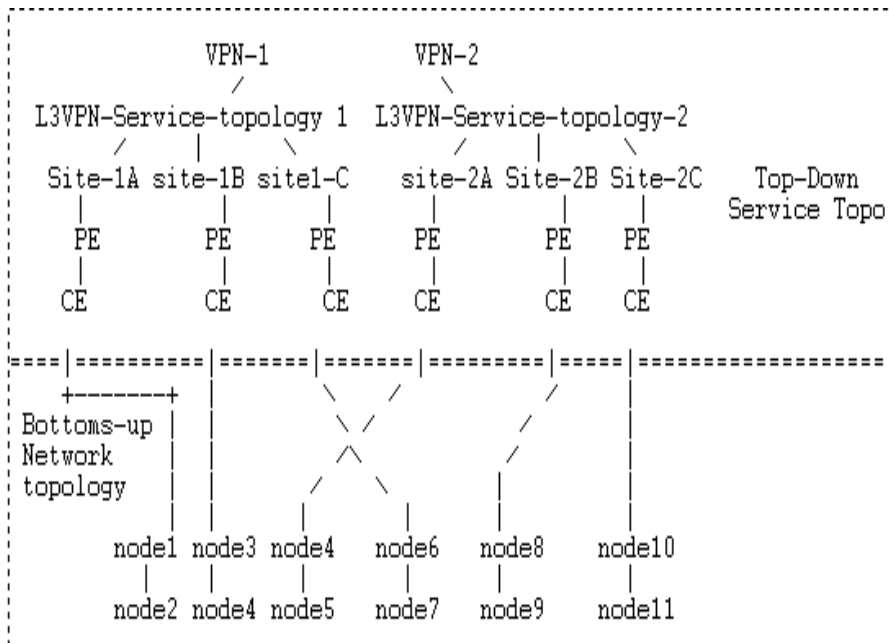 VPN-1 VPN-2
L3VPN-Service-topology 1 L3VPN-Service-topology-2
Site-1A site-1B site1-C site-2A Site-2B Site-2C Top-Down
Service Topo
PE PE PE PE PE PE
CE CE CE CE CE CE
Bottoms-up
Network
topology
node1 node3 node4 node6 node8 node10
node2 node4 node5 node7 node9 node11